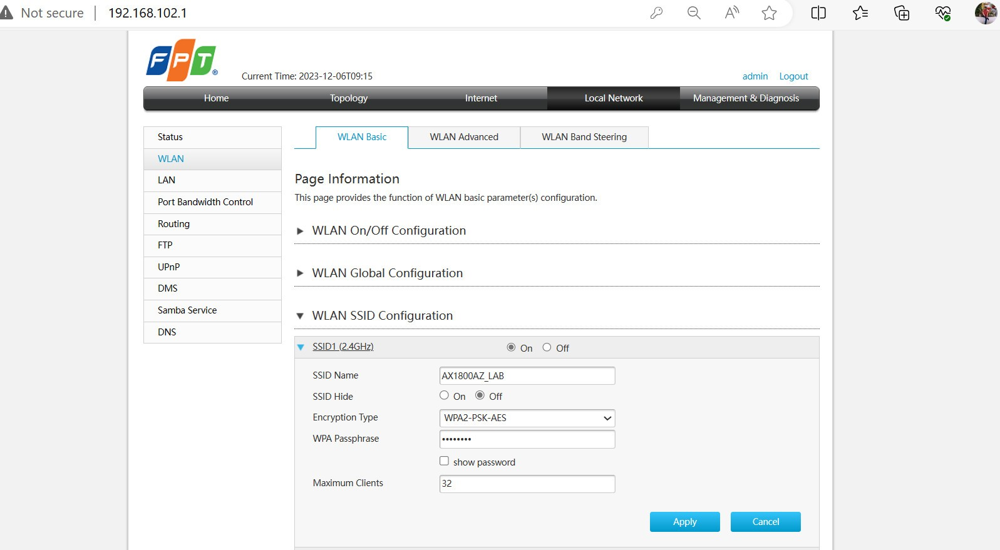 Not secure 192.168.102.1
FPT®
Current Time: 2023-12-06T09:15
admin Logout
Home Topology Internet Local Network Management & Diagnosis
Status
WLAN
LAN
Port Bandwidth Control
Routing
FTP
UPnP
DMS
Samba Service
DNS
WLAN Basic WLAN Advanced WLAN Band Steering
Page Information
This page provides the function of WLAN basic parameter(s) configuration.
WLAN On/Off Configuration
WLAN Global Configuration
WLAN SSID Configuration
SSID1 (2.4GHz) On Off
SSID Name AX1800AZ_LAB
SSID Hide On Off
Encryption Type WPA2-PSK-AES
WPA Passphrase ••••••••
show password
Maximum Clients 32
Apply Cancel